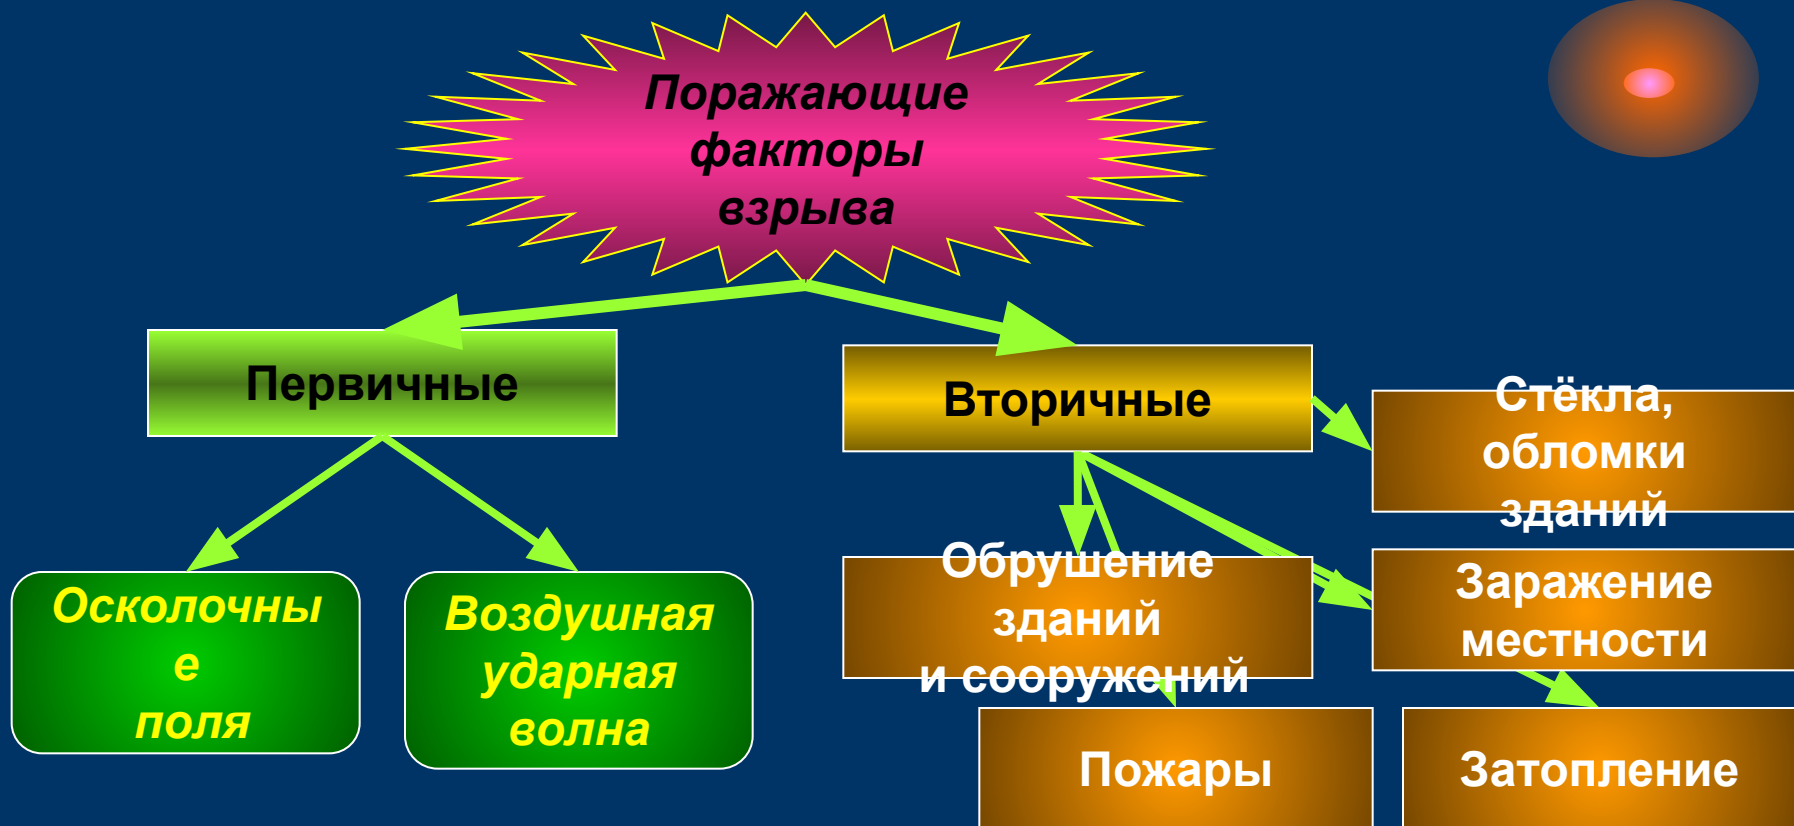 Поражающие
факторы
взрыва
Первичные
Вторичные
Стёкла,
обломки
зданий
Осколочны
е
поля
Воздушная
ударная
волна
Обрушение
зданий
и сооружений
Заражение
местности
Пожары
Затопление